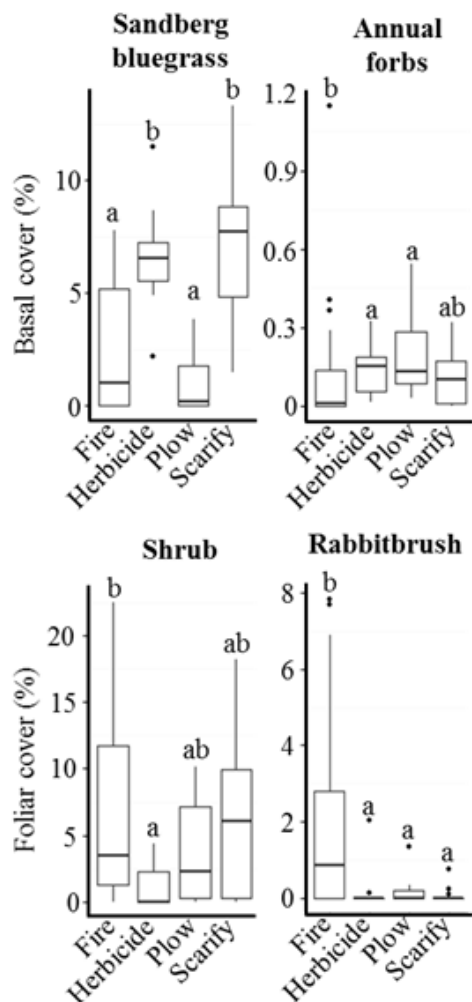 Sandberg
bluegrass
Annual
forbs
Basal cover (%)
10
5
0
a
b
a
b
Fire
Herbicide
Plow
Scarify
1.2
0.9
0.6
0.3
0
b
a
a
ab
Fire
Herbicide
Plow
Scarify
Shrub
Rabbitbrush
Foliar cover (%)
20
15
10
5
0
b
a
ab
ab
Fire
Herbicide
Plow
Scarify
8
6
4
2
0
b
a
a
a
Fire
Herbicide
Plow
Scarify